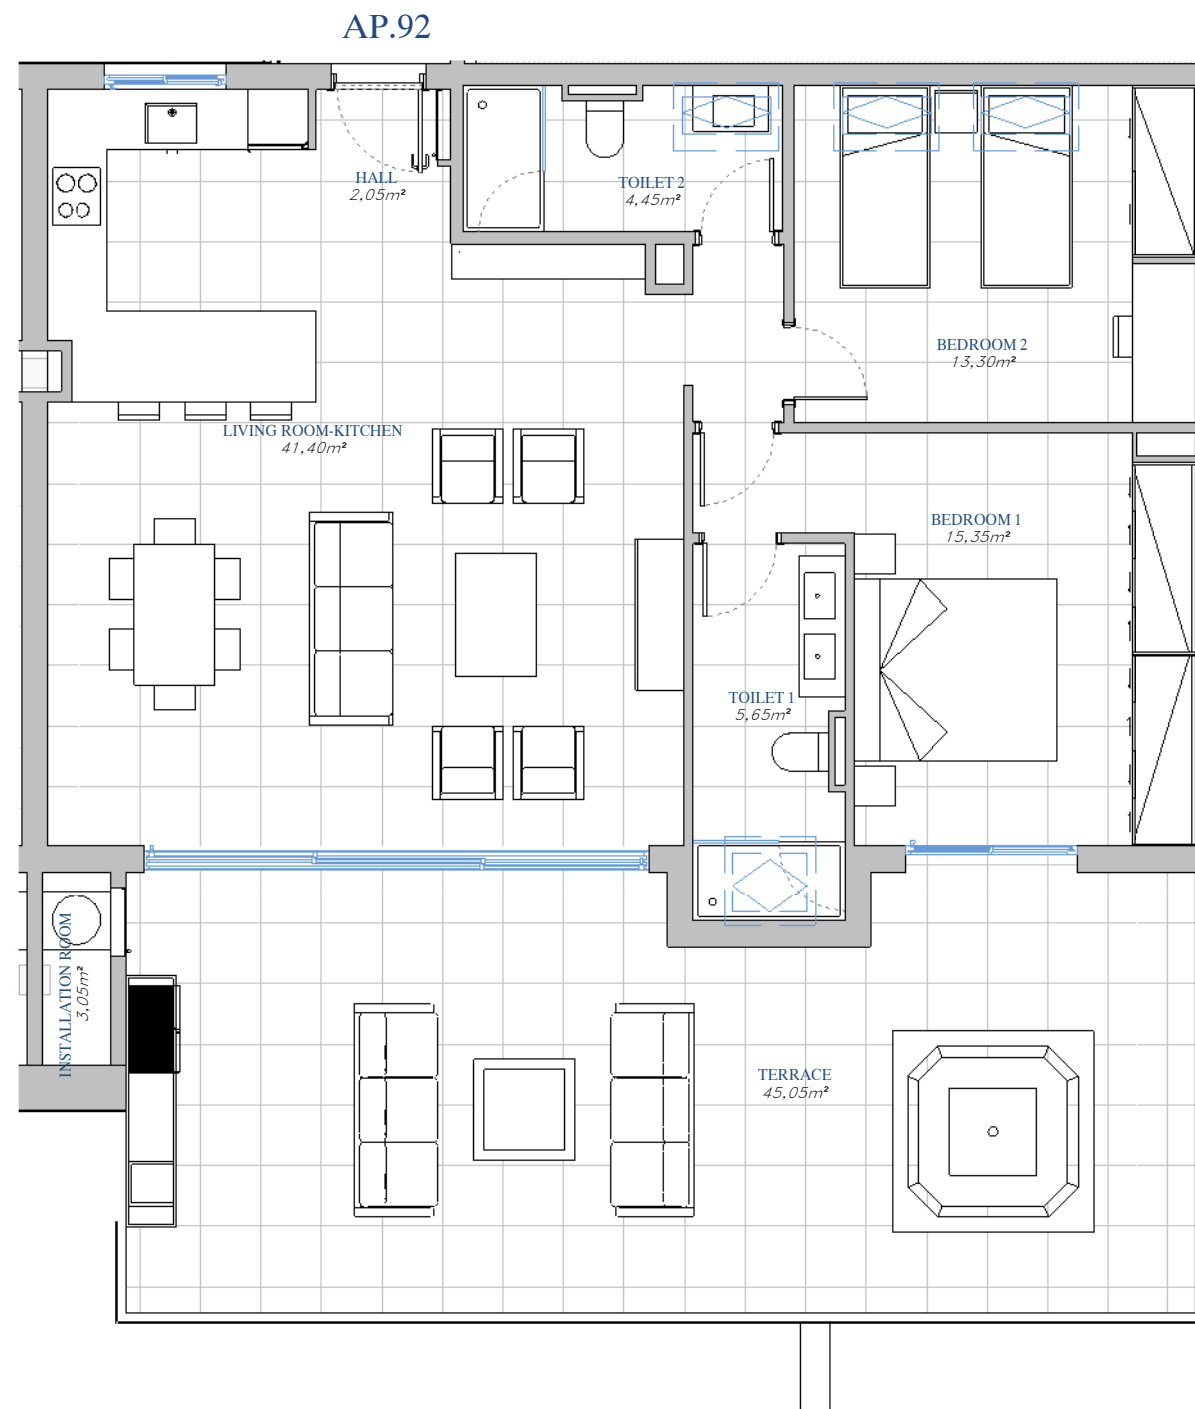 AP.92
HALL
2,05m²
TOILET 2
4,45m²
BEDROOM 2
13,30m²
LIVING ROOM-KITCHEN
41,40m²
BEDROOM 1
15,35m²
TOILET 1
5,65m²
INSTALLATION ROOM
3,05m²
TERRACE
45,05m²